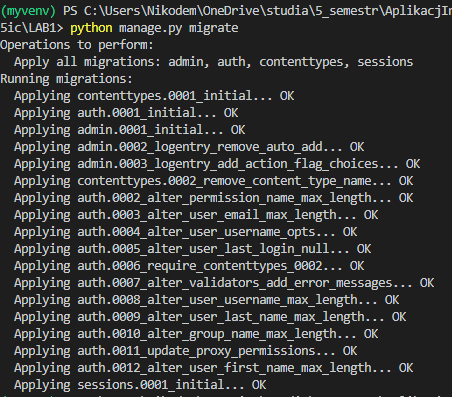 (myvenv) PS C:\Users\Nikodem\OneDrive\studia\5_semestr\AplikacjIn
5ic\LAB1> python manage.py migrate
Operations to perform:
  Apply all migrations: admin, auth, contenttypes, sessions
Running migrations:
  Applying contenttypes.0001_initial... OK
  Applying auth.0001_initial... OK
  Applying admin.0001_initial... OK
  Applying admin.0002_logentry_remove_auto_add... OK
  Applying admin.0003_logentry_add_action_flag_choices... OK
  Applying contenttypes.0002_remove_content_type_name... OK
  Applying auth.0002_alter_permission_name_max_length... OK
  Applying auth.0003_alter_user_email_max_length... OK
  Applying auth.0004_alter_user_username_opts... OK
  Applying auth.0005_alter_user_last_login_null... OK
  Applying auth.0006_require_contenttypes_0002... OK
  Applying auth.0007_alter_validators_add_error_messages... OK
  Applying auth.0008_alter_user_username_max_length... OK
  Applying auth.0009_alter_user_last_name_max_length... OK
  Applying auth.0010_alter_group_name_max_length... OK
  Applying auth.0011_update_proxy_permissions... OK
  Applying auth.0012_alter_user_first_name_max_length... OK
  Applying sessions.0001_initial... OK